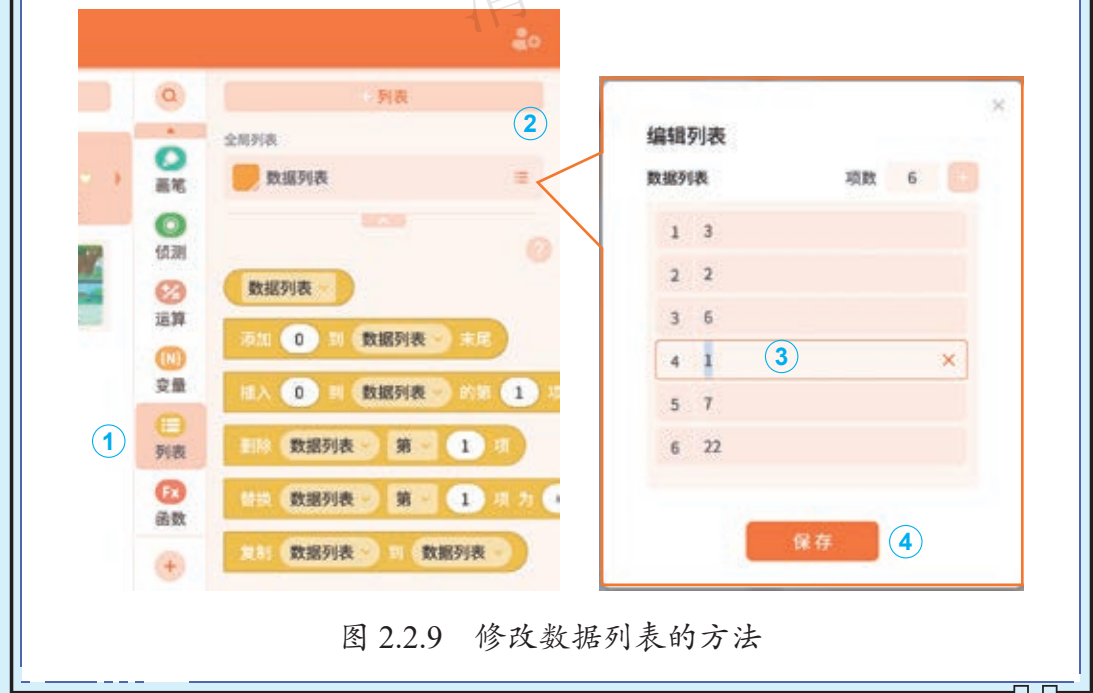 + 列表
②
全局列表
数据列表
画笔
侦测
运算
变量
①
列表
函数
数据列表
添加 0 到 数据列表 末尾
插入 0 到 数据列表 的第 1 项
删除 数据列表 第 1 项
替换 数据列表 第 1 项 为
复制 数据列表 到 数据列表
编辑列表
数据列表 项数 6 +
1 3
2 2
3 6
4 1 ③
5 7
6 22
保存 ④
图 2.2.9 修改数据列表的方法